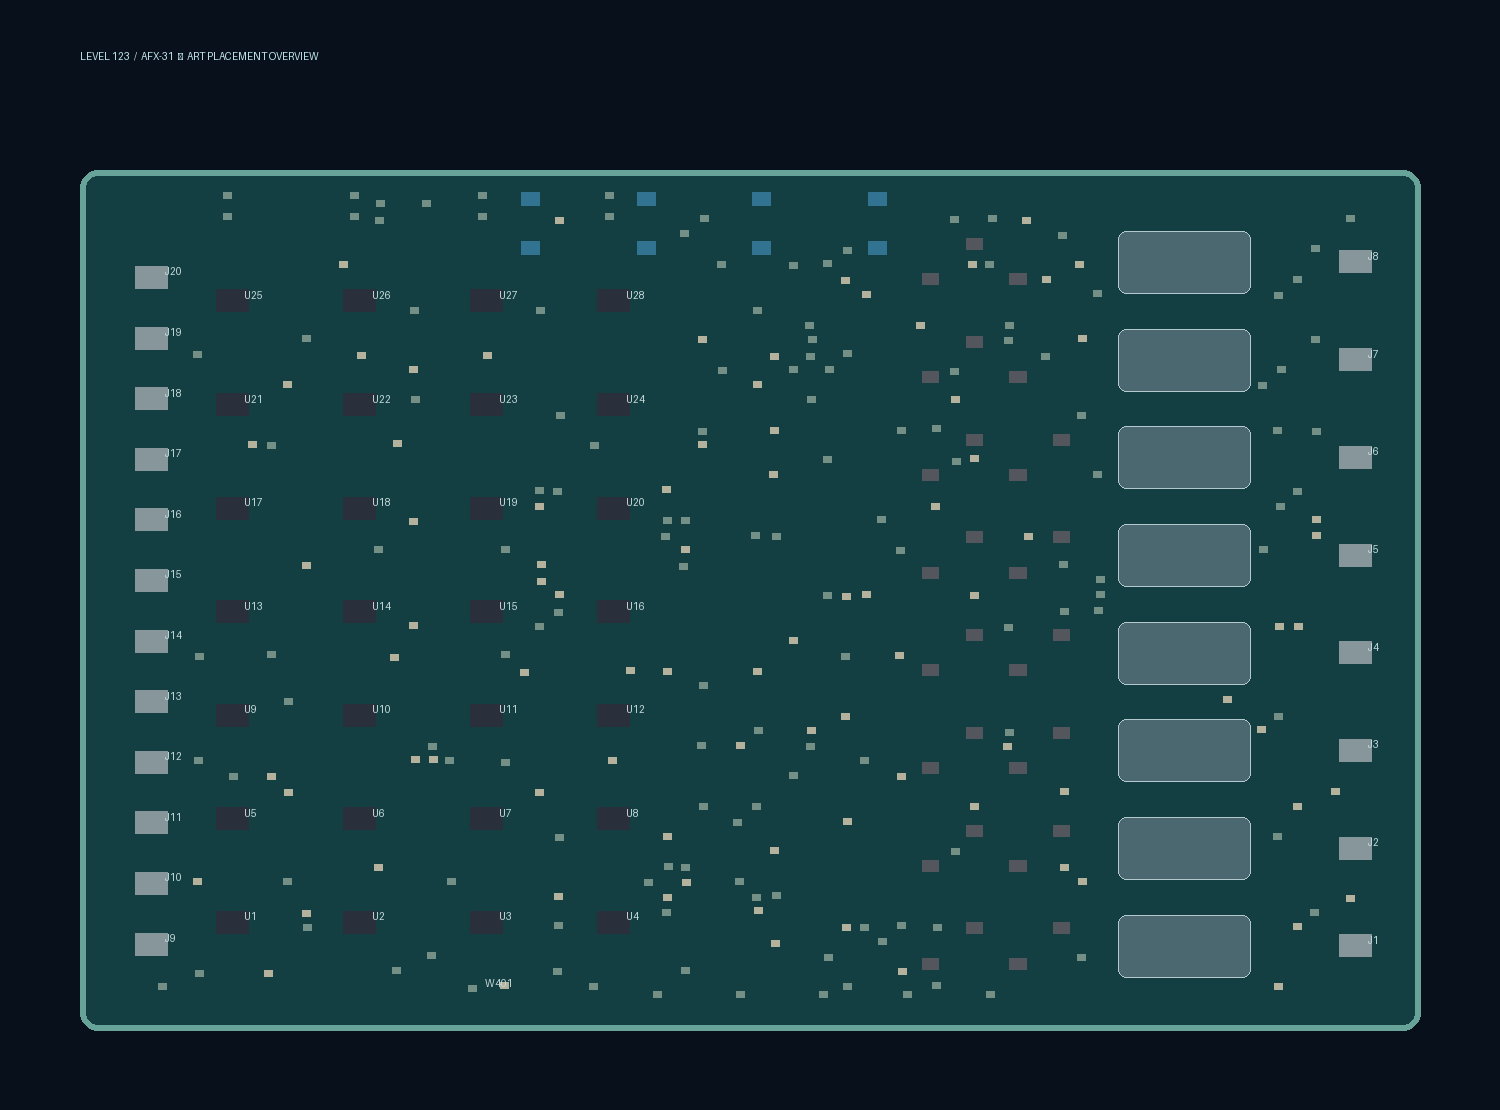 LEVEL 123 / AFX-31 ▯ ART PLACEMENT OVERVIEW
J8
J20
U25 U26 U27 U28
J19
J7
J18
U21 U22 U23 U24
J17
J6
U17 U18 U19 U20
J16
J5
J15
U13 U14 U15 U16
J14
J4
J13
U9 U10 U11 U12
J3
J12
U5 U6 U7 U8
J11
J2
J10
U1 U2 U3 U4
J9
J1